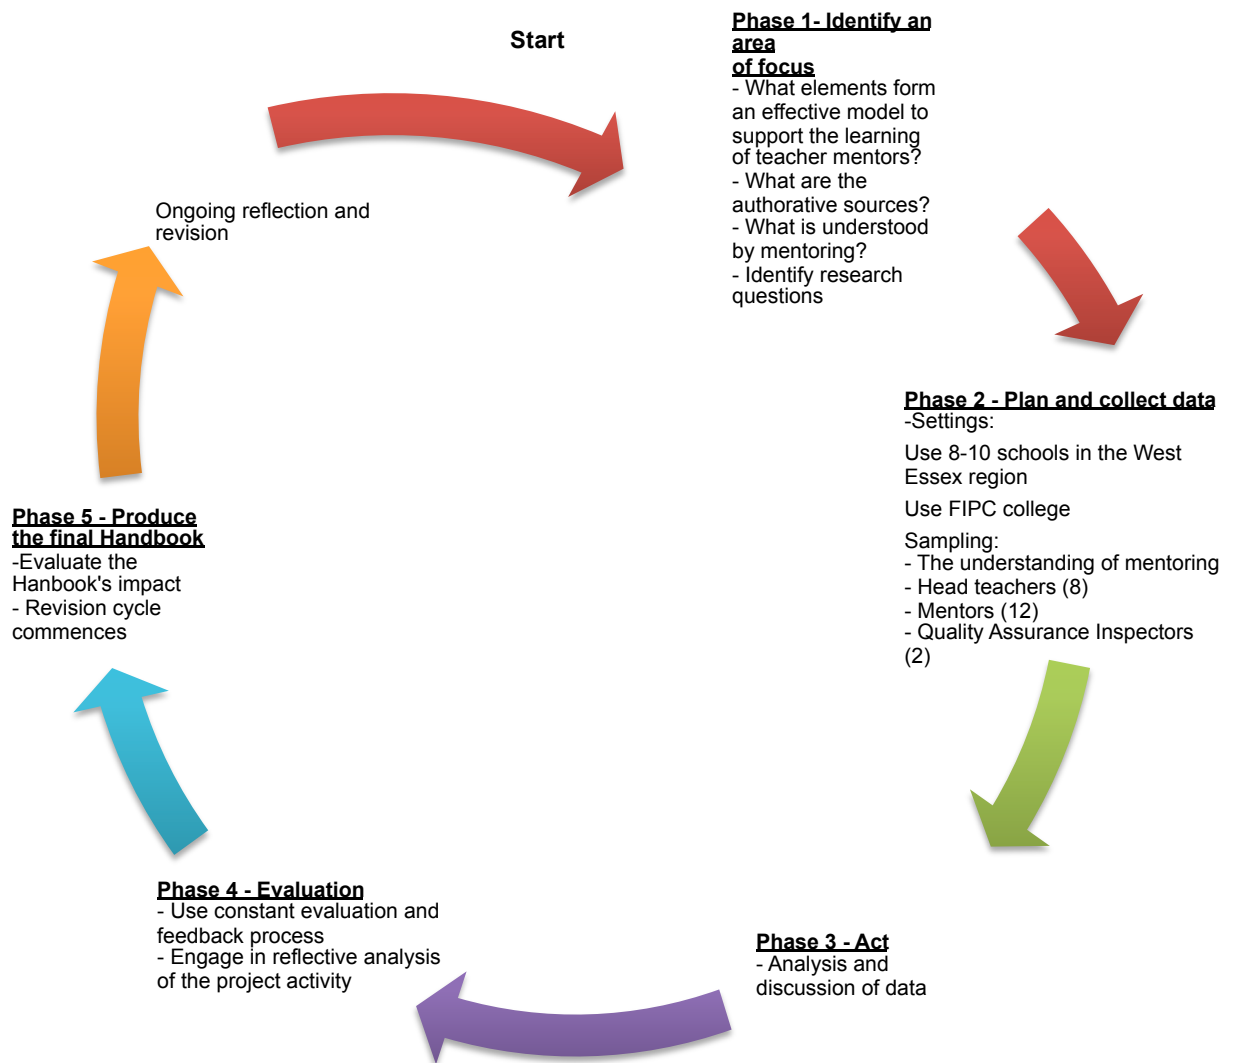 Start
Phase 1- Identify an
area
of focus
- What elements form
an effective model to
support the learning
of teacher mentors?
- What are the
authorative sources?
- What is understood
by mentoring?
- Identify research
questions
Phase 2 - Plan and collect data
-Settings:
Use 8-10 schools in the West
Essex region
Use FIPC college
Sampling:
- The understanding of mentoring
- Head teachers (8)
- Mentors (12)
- Quality Assurance Inspectors
(2)
Phase 3 - Act
- Analysis and
discussion of data
Phase 4 - Evaluation
- Use constant evaluation and
feedback process
- Engage in reflective analysis
of the project activity
Phase 5 - Produce
the final Handbook
-Evaluate the
Hanbook's impact
- Revision cycle
commences
Ongoing reflection and
revision